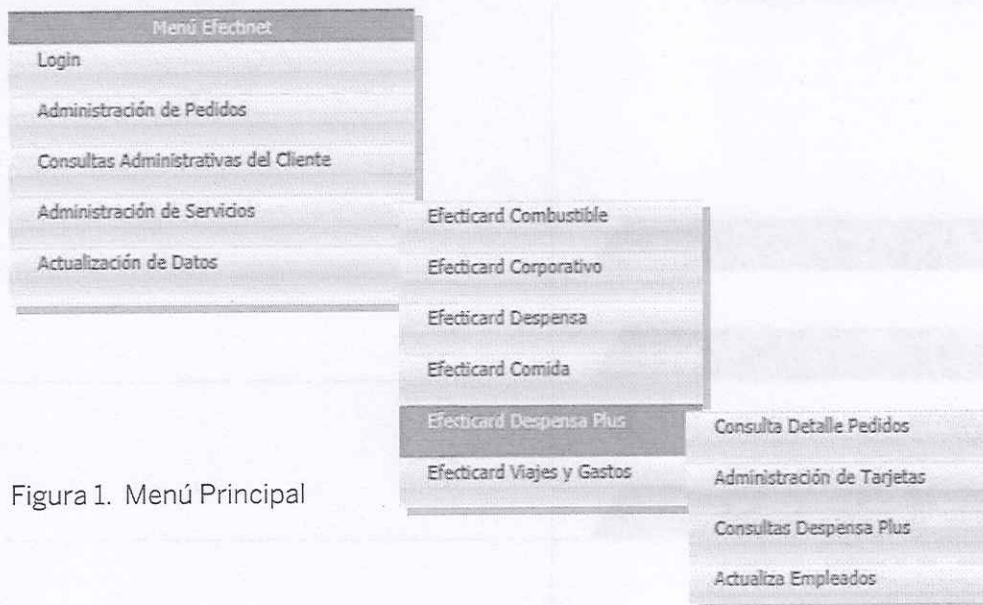 Menú Efectinet
Login
Administración de Pedidos
Consultas Administrativas del Cliente
Administración de Servicios
Actualización de Datos
Efecticard Combustible
Efecticard Corporativo
Efecticard Despensa
Efecticard Comida
Efecticard Despensa Plus
Efecticard Viajes y Gastos
Consulta Detalle Pedidos
Administración de Tarjetas
Consultas Despensa Plus
Actualiza Empleados
Figura 1. Menú Principal